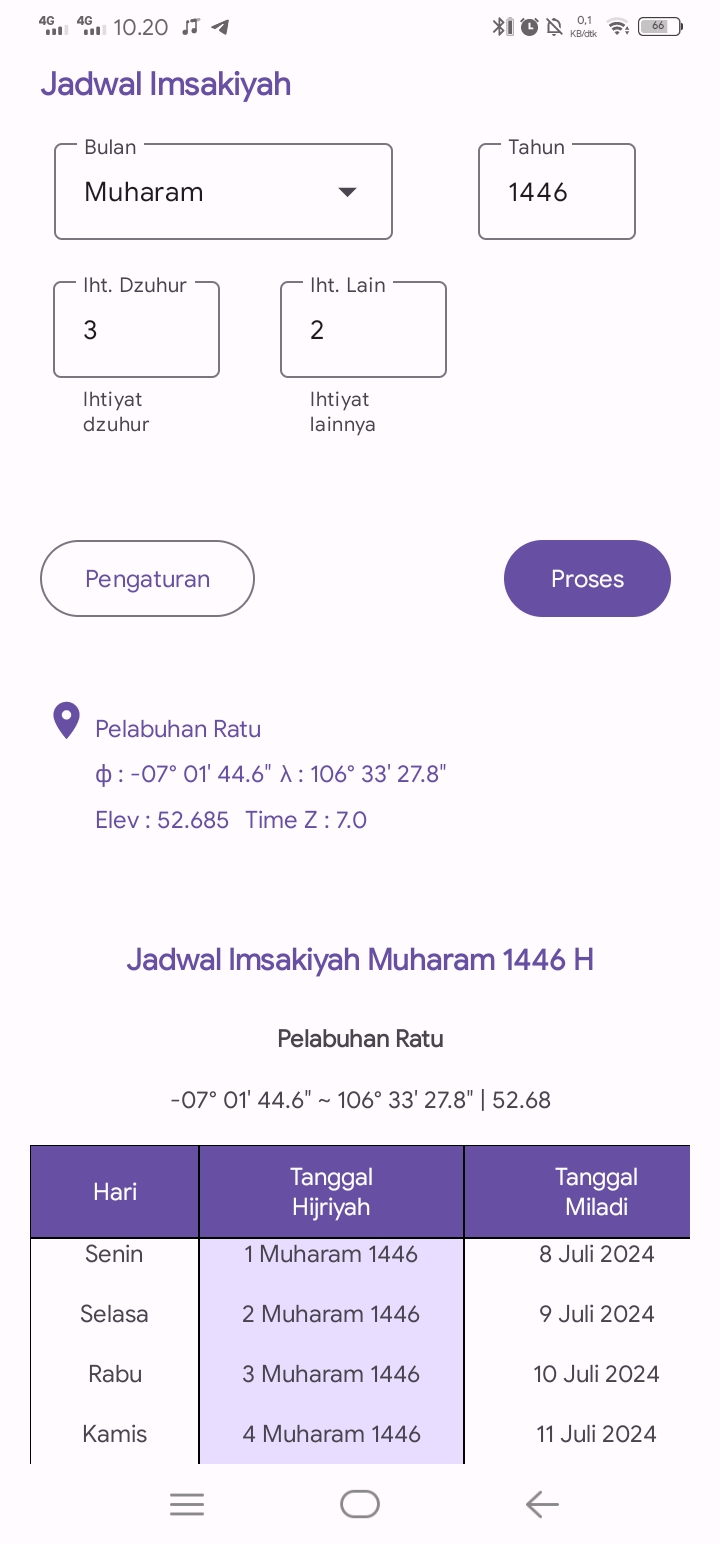 4G 4G 10.20 0,1 KB/dtk 66
Jadwal Imsakiyah
Bulan Tahun
Muharam 1446
Iht. Dzuhur Iht. Lain
3 2
Ihtiyat Ihtiyat
dzuhur lainnya
Pengaturan Proses
Pelabuhan Ratu
ϕ : -07° 01' 44.6" λ : 106° 33' 27.8"
Elev : 52.685 Time Z : 7.0
Jadwal Imsakiyah Muharam 1446 H
Pelabuhan Ratu
-07° 01' 44.6" ~ 106° 33' 27.8" | 52.68
Hari Tanggal Hijriyah Tanggal Miladi
Senin 1 Muharam 1446 8 Juli 2024
Selasa 2 Muharam 1446 9 Juli 2024
Rabu 3 Muharam 1446 10 Juli 2024
Kamis 4 Muharam 1446 11 Juli 2024